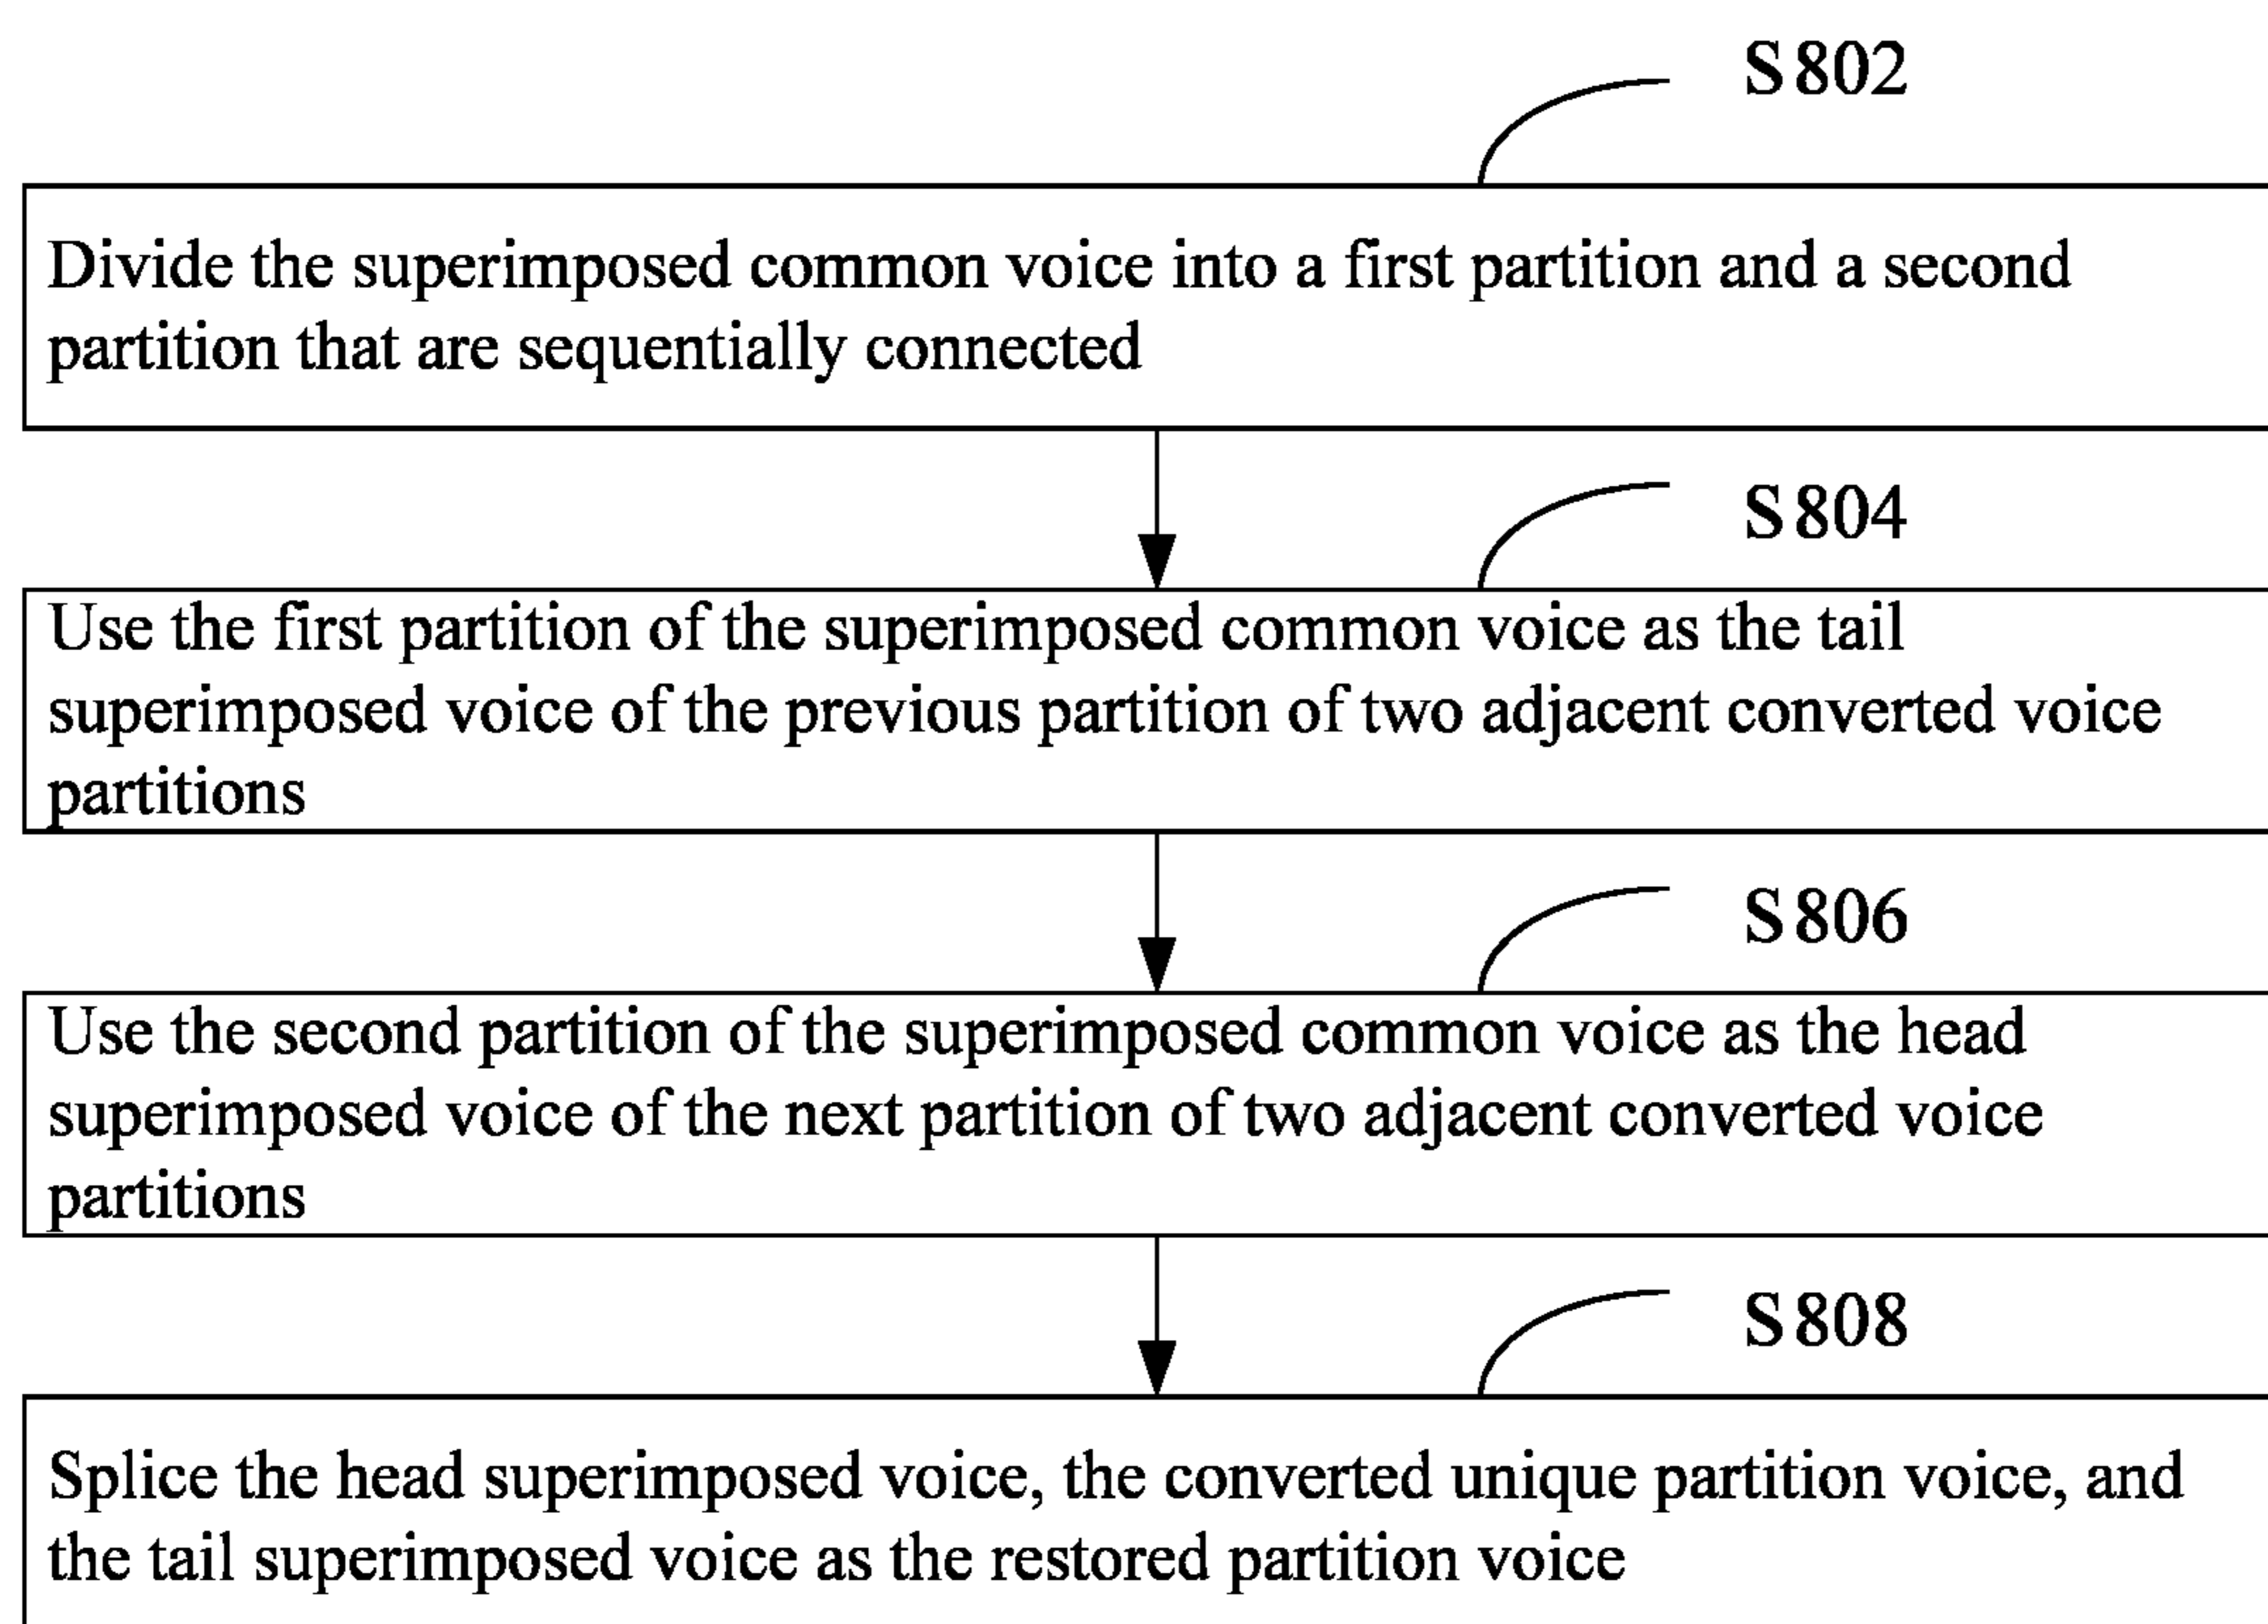 S802
Divide the superimposed common voice into a first partition and a second
partition that are sequentially connected
S804
Use the first partition of the superimposed common voice as the tail
superimposed voice of the previous partition of two adjacent converted voice
partitions
S806
Use the second partition of the superimposed common voice as the head
superimposed voice of the next partition of two adjacent converted voice
partitions
S808
Splice the head superimposed voice, the converted unique partition voice, and
the tail superimposed voice as the restored partition voice